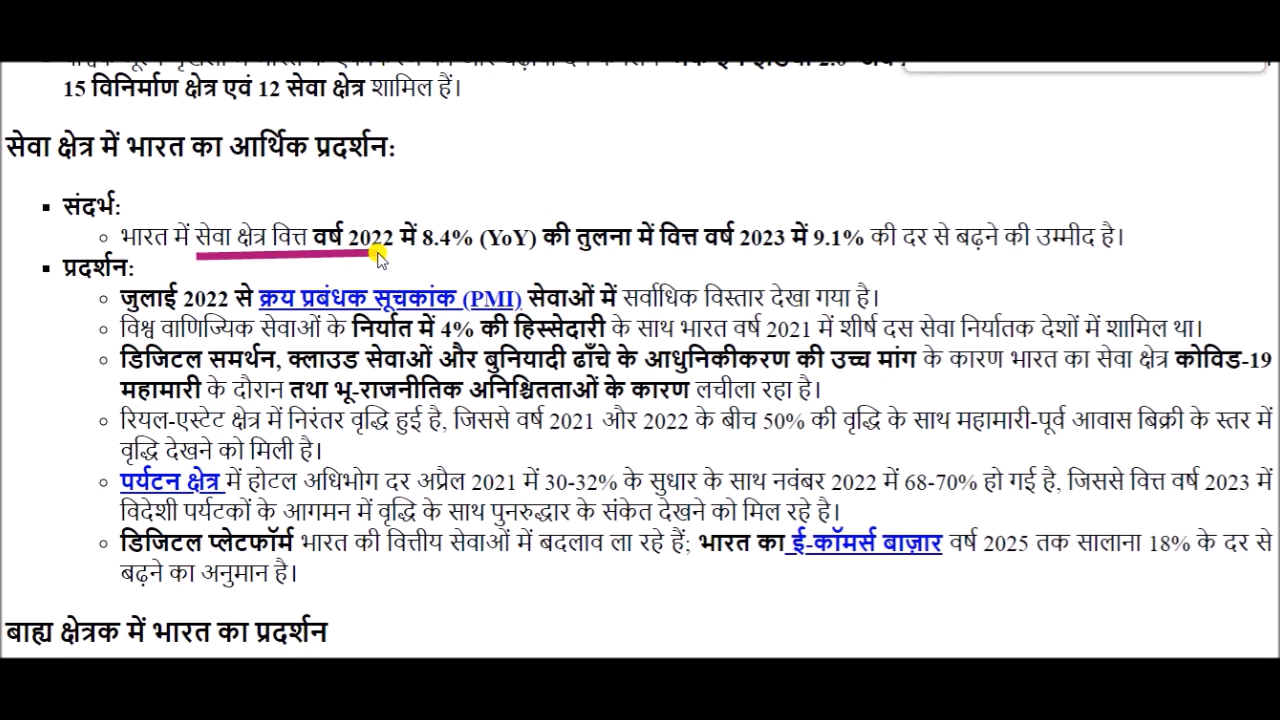 15 विनिर्माण क्षेत्र एवं 12 सेवा क्षेत्र शामिल हैं।
सेवा क्षेत्र में भारत का आर्थिक प्रदर्शन:
संदर्भ:
भारत में सेवा क्षेत्र वित्त वर्ष 2022 में 8.4% (YoY) की तुलना में वित्त वर्ष 2023 में 9.1% की दर से बढ़ने की उम्मीद है।
प्रदर्शन:
जुलाई 2022 से क्रय प्रबंधक सूचकांक (PMI) सेवाओं में सर्वाधिक विस्तार देखा गया है।
विश्व वाणिज्यिक सेवाओं के निर्यात में 4% की हिस्सेदारी के साथ भारत वर्ष 2021 में शीर्ष दस सेवा निर्यातक देशों में शामिल था।
डिजिटल समर्थन, क्लाउड सेवाओं और बुनियादी ढाँचे के आधुनिकीकरण की उच्च मांग के कारण भारत का सेवा क्षेत्र कोविड-19
महामारी के दौरान तथा भू-राजनीतिक अनिश्चितताओं के कारण लचीला रहा है।
रियल-एस्टेट क्षेत्र में निरंतर वृद्धि हुई है, जिससे वर्ष 2021 और 2022 के बीच 50% की वृद्धि के साथ महामारी-पूर्व आवास बिक्री के स्तर में
वृद्धि देखने को मिली है।
पर्यटन क्षेत्र में होटल अधिभोग दर अप्रैल 2021 में 30-32% के सुधार के साथ नवंबर 2022 में 68-70% हो गई है, जिससे वित्त वर्ष 2023 में
विदेशी पर्यटकों के आगमन में वृद्धि के साथ पुनरुद्धार के संकेत देखने को मिल रहे है।
डिजिटल प्लेटफॉर्म भारत की वित्तीय सेवाओं में बदलाव ला रहे हैं; भारत का ई-कॉमर्स बाज़ार वर्ष 2025 तक सालाना 18% के दर से
बढ़ने का अनुमान है।
बाह्य क्षेत्रक में भारत का प्रदर्शन